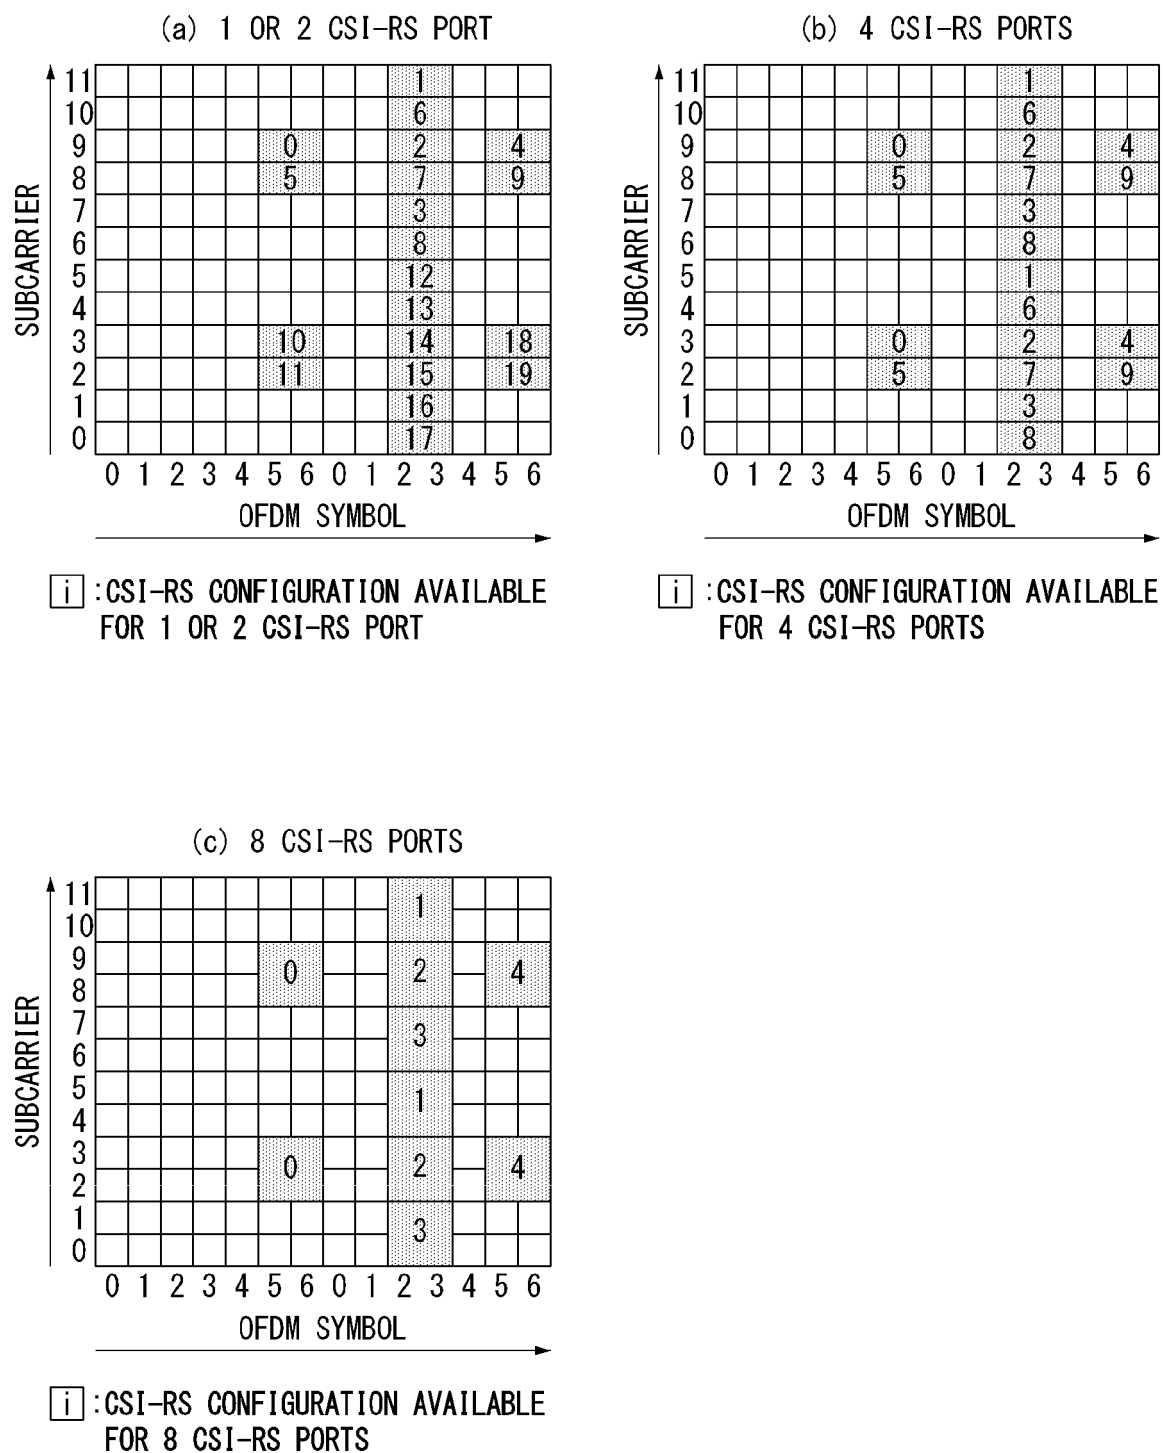 (a) 1 OR 2 CSI-RS PORT
11 1
10 6
9 0 2 4
8 5 7 9
7 3
6 8
5 12
4 13
3 10 14 18
2 11 15 19
1 16
0 17
SUBCARRIER
0 1 2 3 4 5 6 0 1 2 3 4 5 6
OFDM SYMBOL
i :CSI-RS CONFIGURATION AVAILABLE
FOR 1 OR 2 CSI-RS PORT
(b) 4 CSI-RS PORTS
11 1
10 6
9 0 2 4
8 5 7 9
7 3
6 8
5 1
4 6
3 0 2 4
2 5 7 9
1 3
0 8
SUBCARRIER
0 1 2 3 4 5 6 0 1 2 3 4 5 6
OFDM SYMBOL
i :CSI-RS CONFIGURATION AVAILABLE
FOR 4 CSI-RS PORTS
(c) 8 CSI-RS PORTS
11
1
10
9
0 2 4
8
7
3
6
5
1
4
3
0 2 4
2
1
3
0
SUBCARRIER
0 1 2 3 4 5 6 0 1 2 3 4 5 6
OFDM SYMBOL
i :CSI-RS CONFIGURATION AVAILABLE
FOR 8 CSI-RS PORTS